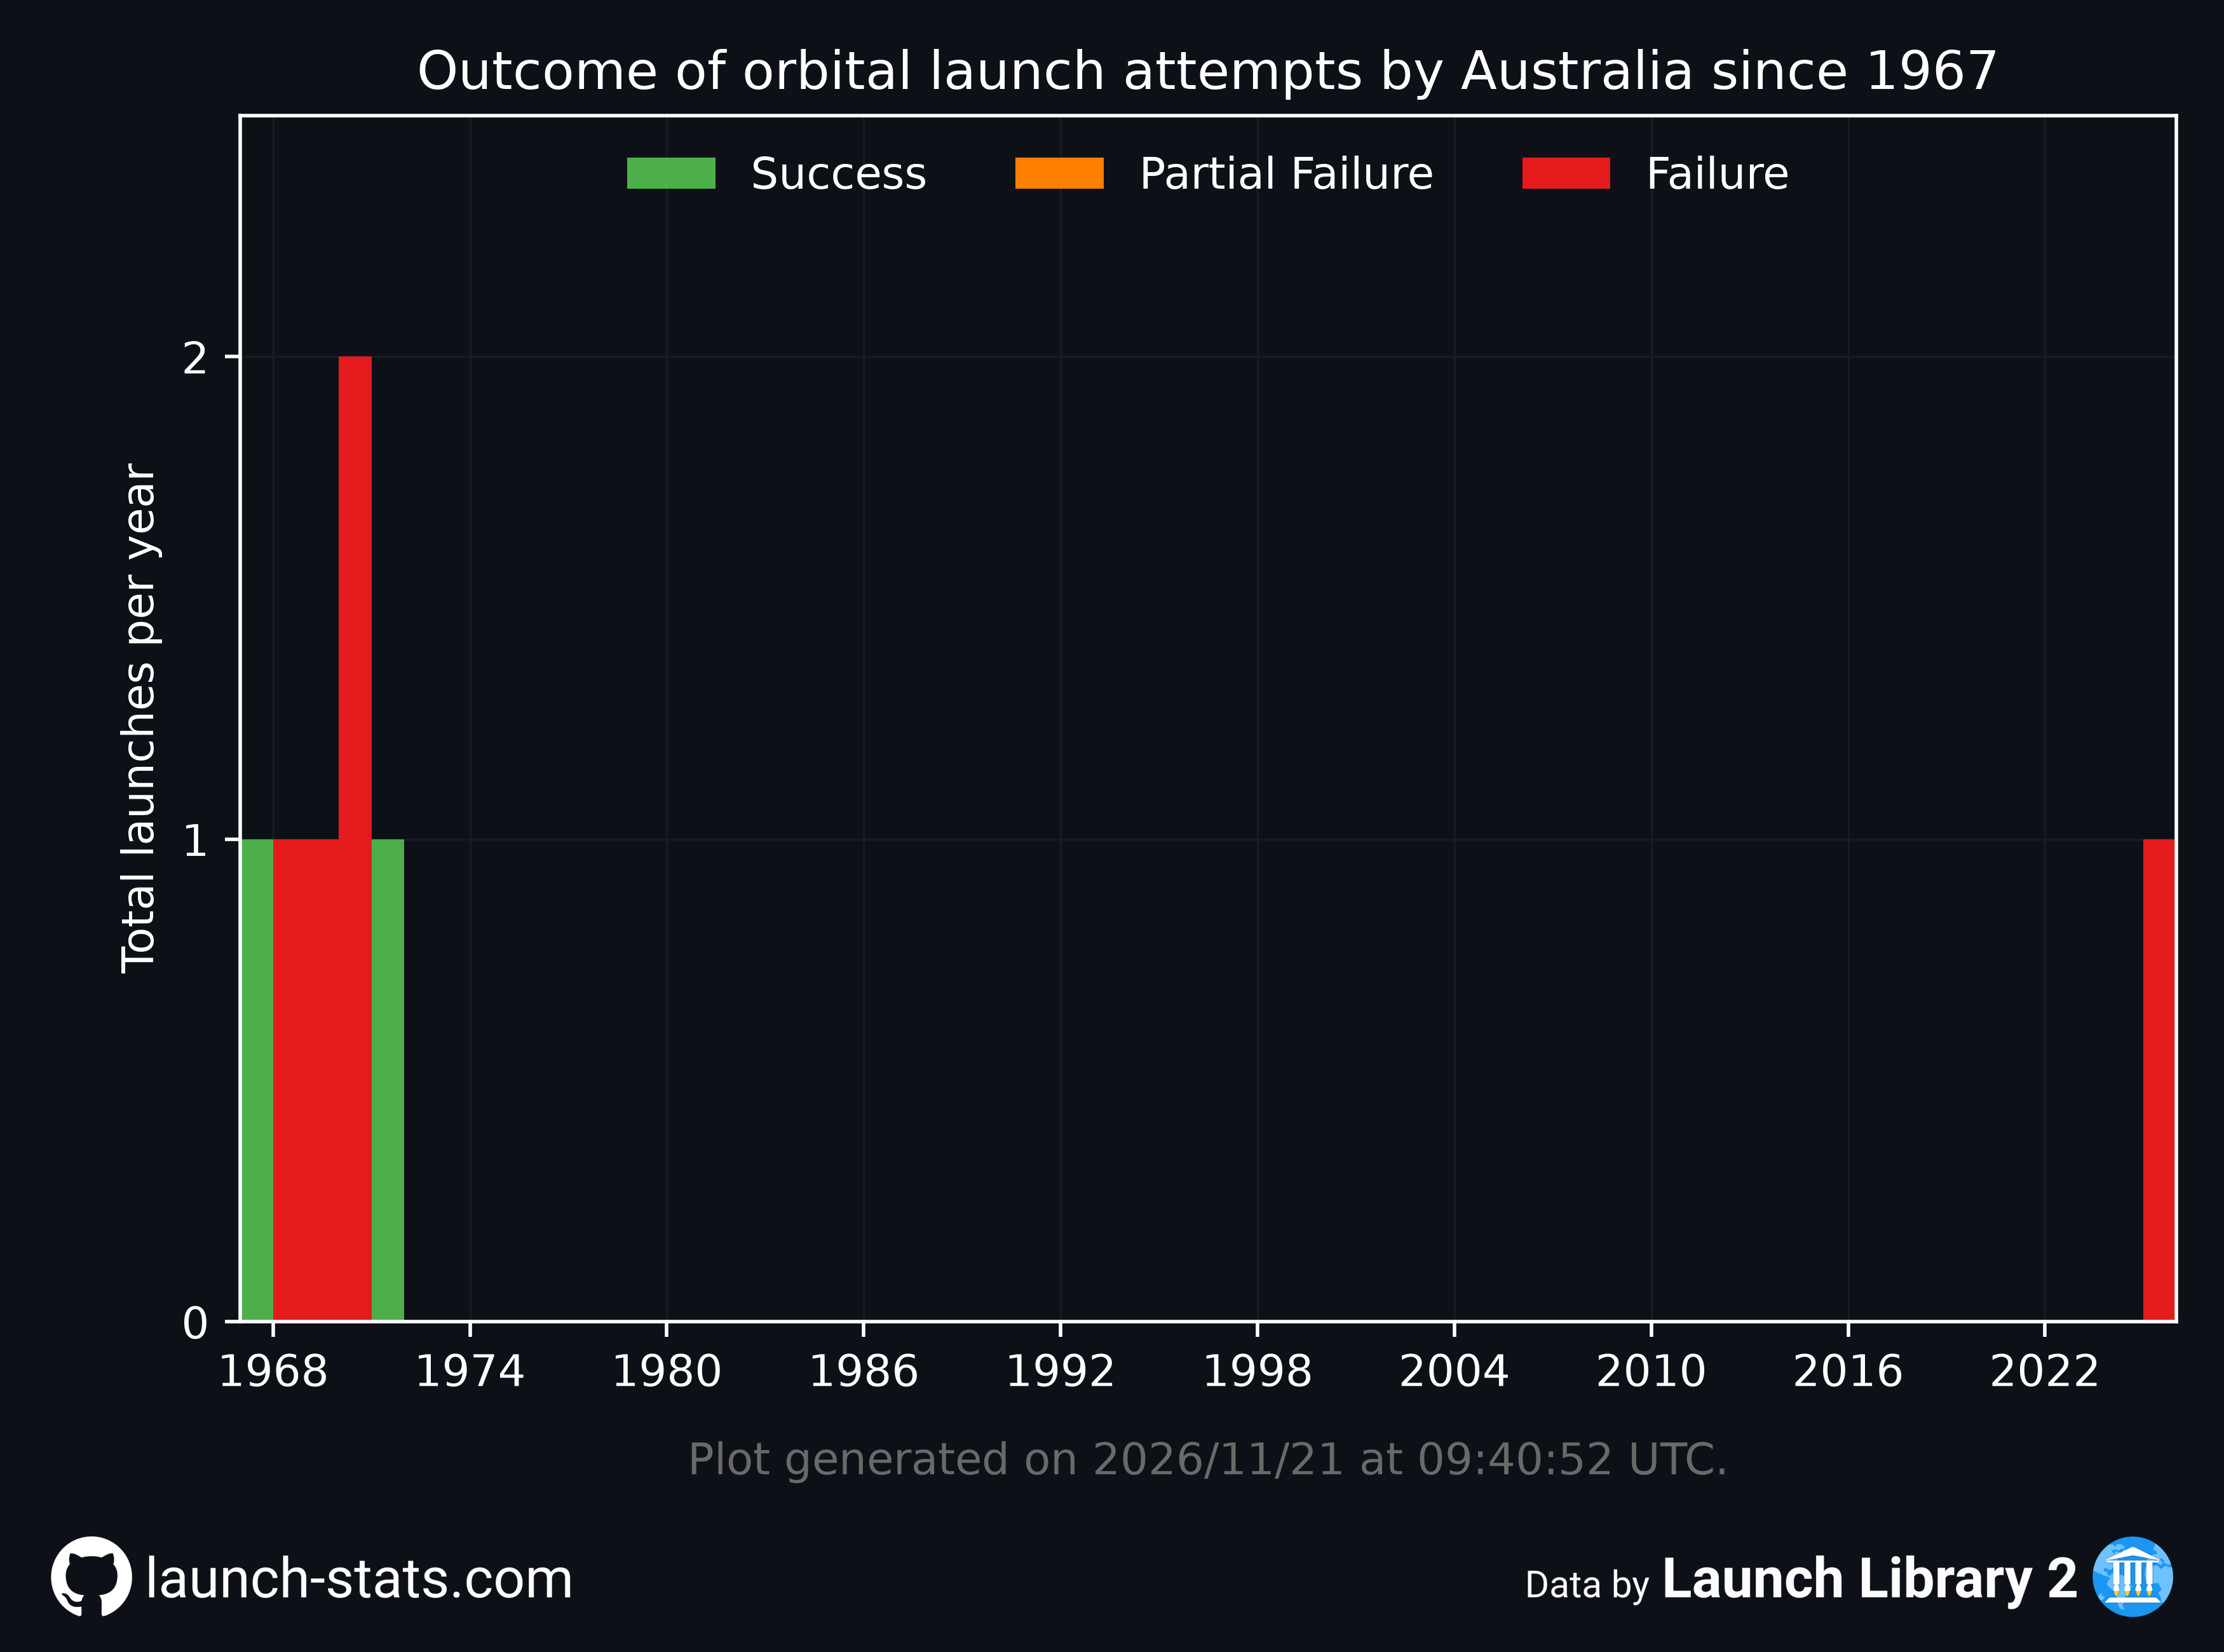 Outcome of orbital launch attempts by Australia since 1967
Success Partial Failure Failure
Total launches per year
2
1
0
1968 1974 1980 1986 1992 1998 2004 2010 2016 2022
Plot generated on 2026/11/21 at 09:40:52 UTC.
launch-stats.com
Data by Launch Library 2